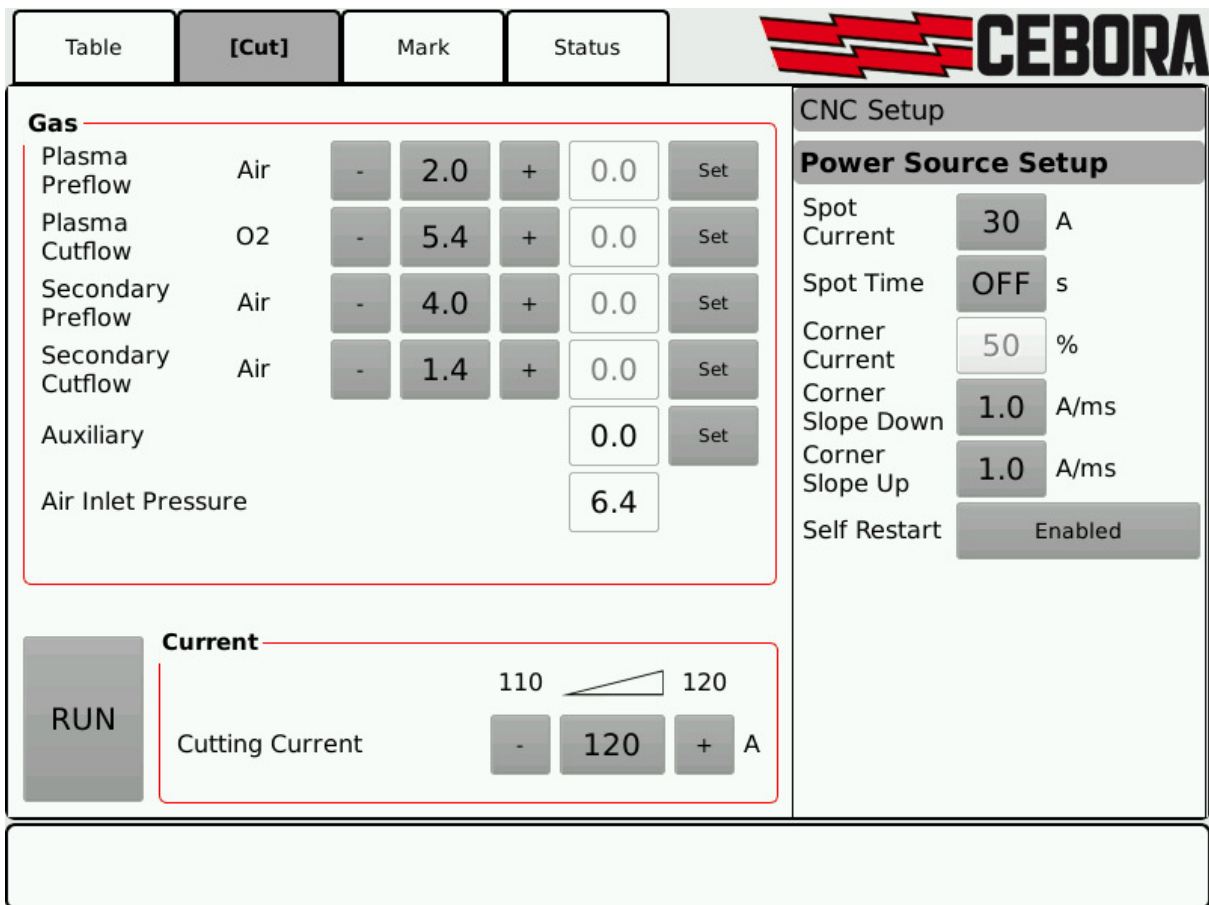 Table [Cut] Mark Status CEBORA
Gas
Plasma
Preflow Air - 2.0 + 0.0 Set
Plasma
Cutflow O2 - 5.4 + 0.0 Set
Secondary
Preflow Air - 4.0 + 0.0 Set
Secondary
Cutflow Air - 1.4 + 0.0 Set
Auxiliary 0.0 Set
Air Inlet Pressure 6.4
RUN
Current
110 120
Cutting Current - 120 + A
CNC Setup
Power Source Setup
Spot
Current 30 A
Spot Time OFF s
Corner
Current 50 %
Corner
Slope Down 1.0 A/ms
Corner
Slope Up 1.0 A/ms
Self Restart Enabled